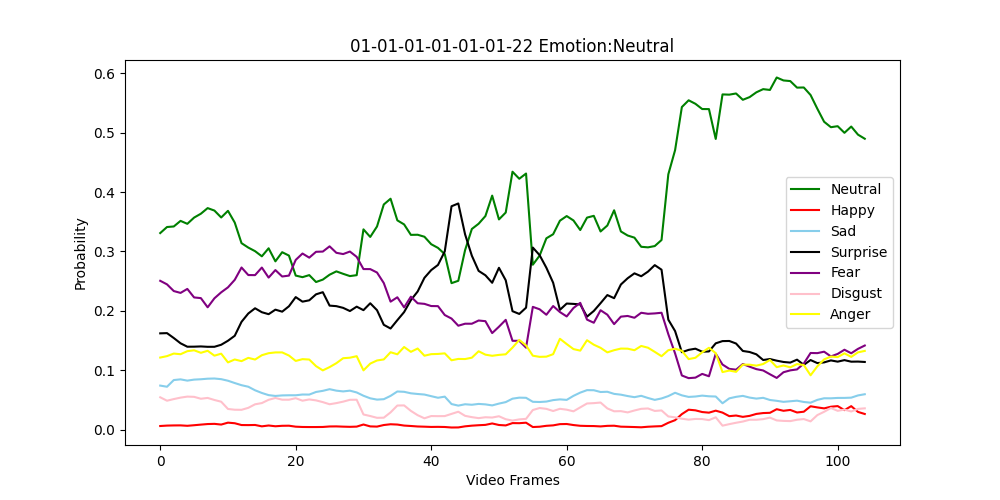 01-01-01-01-01-01-22 Emotion:Neutral
Probability
0.6
0.5
0.4
0.3
0.2
0.1
0.0
Neutral
Happy
Sad
Surprise
Fear
Disgust
Anger
0 20 40 60 80 100
Video Frames